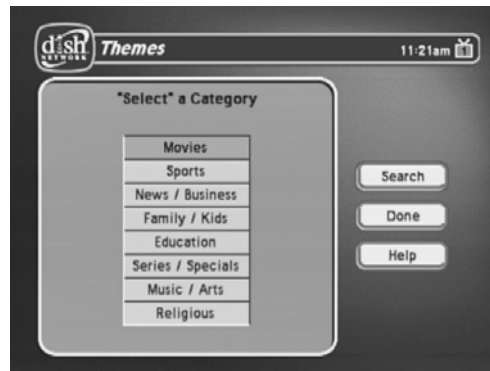 dish
NETWORK
Themes
11:21am
1
"Select" a Category
Movies
Sports
News / Business
Family / Kids
Education
Series / Specials
Music / Arts
Religious
Search
Done
Help